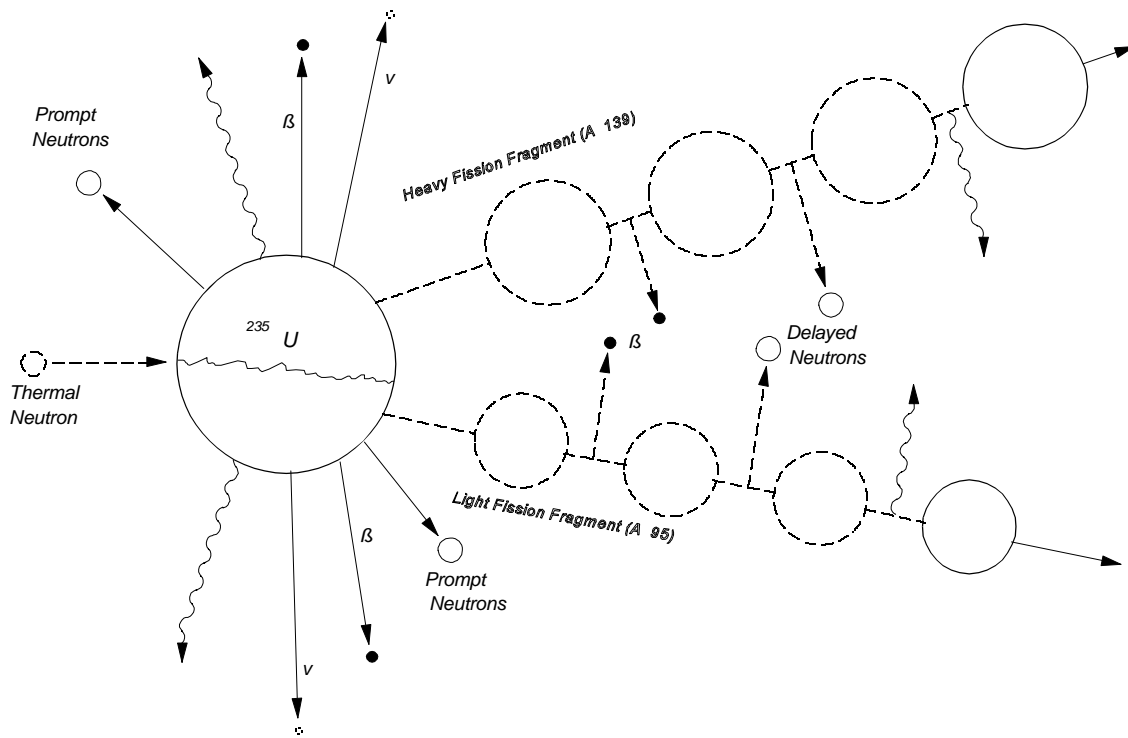 v
ß
Prompt
Neutrons
Heavy Fission Fragment (A 139)
235
U
Thermal
Neutron
Delayed
Neutrons
ß
Light Fission Fragment (A 95)
ß
Prompt
Neutrons
v